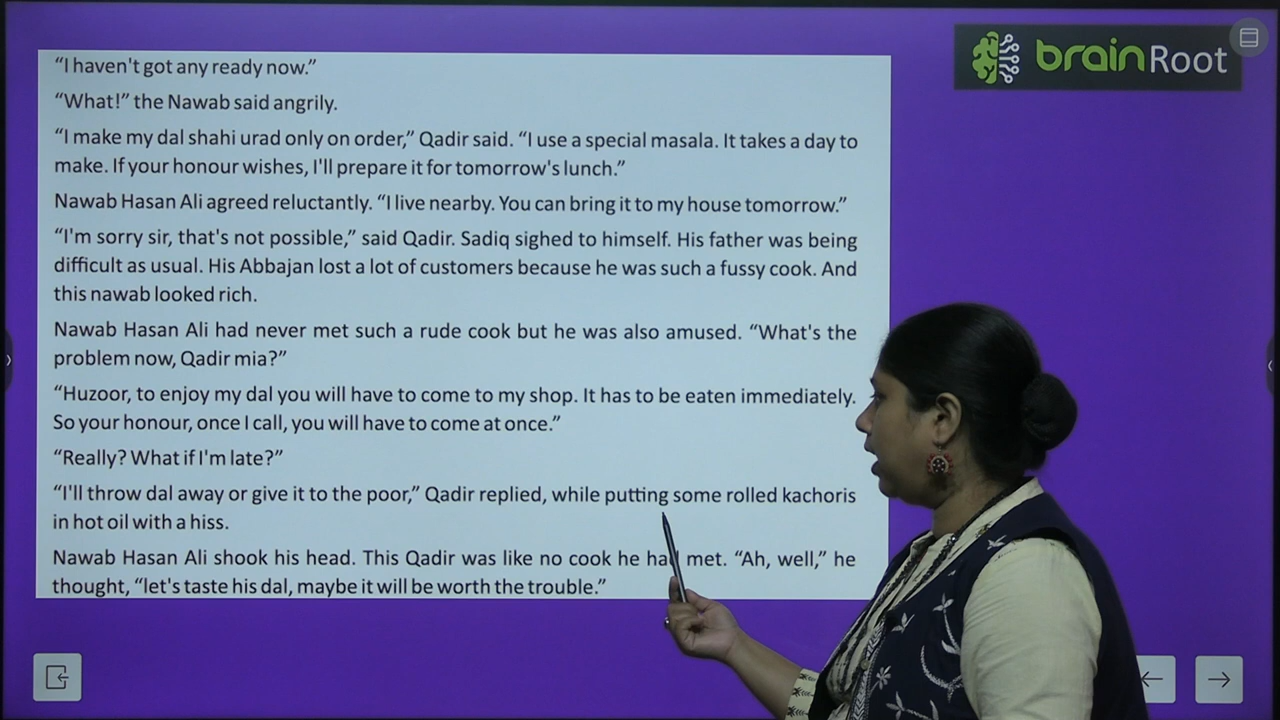 brainRoot
“I haven't got any ready now.”
“What!” the Nawab said angrily.
“I make my dal shahi urad only on order,” Qadir said. “I use a special masala. It takes a day to
make. If your honour wishes, I'll prepare it for tomorrow's lunch.”
Nawab Hasan Ali agreed reluctantly. “I live nearby. You can bring it to my house tomorrow.”
“I'm sorry sir, that's not possible,” said Qadir. Sadiq sighed to himself. His father was being
difficult as usual. His Abbajan lost a lot of customers because he was such a fussy cook. And
this nawab looked rich.
Nawab Hasan Ali had never met such a rude cook but he was also amused. “What's the
problem now, Qadir mia?”
“Huzoor, to enjoy my dal you will have to come to my shop. It has to be eaten immediately.
So your honour, once I call, you will have to come at once.”
“Really? What if I'm late?”
“I'll throw dal away or give it to the poor,” Qadir replied, while putting some rolled kachoris
in hot oil with a hiss.
Nawab Hasan Ali shook his head. This Qadir was like no cook he had met. “Ah, well,” he
thought, “let's taste his dal, maybe it will be worth the trouble.”